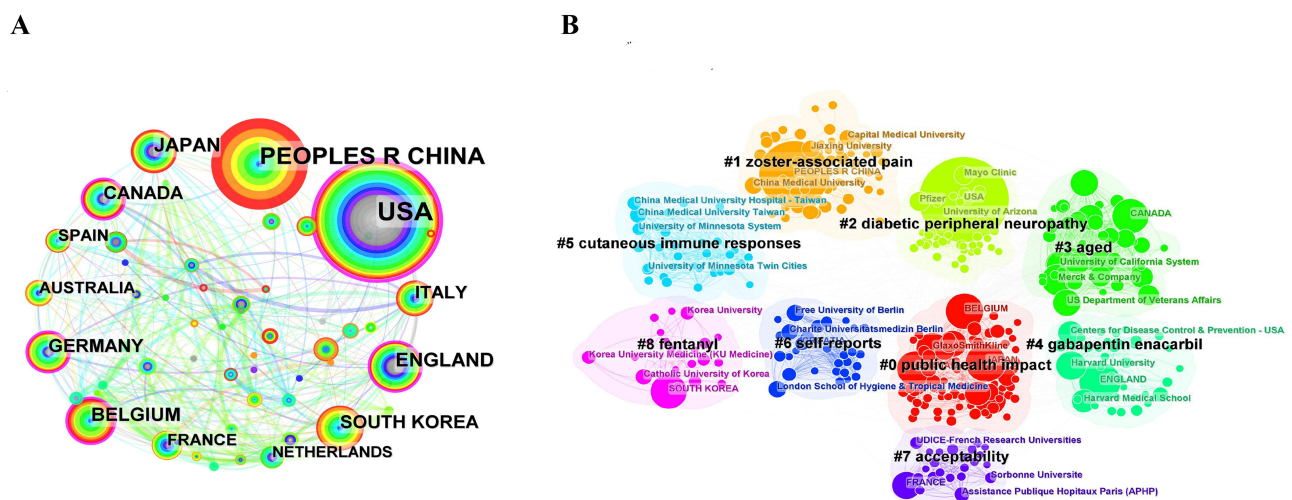 A
B
JAPAN
PEOPLES R CHINA
CANADA
USA
SPAIN
AUSTRALIA
ITALY
GERMANY
ENGLAND
BELGIUM
SOUTH KOREA
FRANCE
NETHERLANDS
Capital Medical University
Jiaxing University
#1 zoster-associated pain
PEOPLES R CHINA
China Medical University
Mayo Clinic
Pfizer
USA
University of Arizona
#2 diabetic peripheral neuropathy
China Medical University Hospital - Taiwan
China Medical University Taiwan
University of Minnesota System
#5 cutaneous immune responses
University of Minnesota Twin Cities
CANADA
#3 aged
University of California System
Merck & Company
US Department of Veterans Affairs
Korea University
#8 fentanyl
Korea University Medicine (KU Medicine)
Catholic University of Korea
SOUTH KOREA
Free University of Berlin
Charite Universitatsmedizin Berlin
#6 self-reports
London School of Hygiene & Tropical Medicine
BELGIUM
GlaxoSmithKline
JAPAN
#0 public health impact
Centers for Disease Control & Prevention - USA
#4 gabapentin enacarbil
Harvard University
ENGLAND
Harvard Medical School
UDICE-French Research Universities
#7 acceptability
Sorbonne Universite
FRANCE
Assistance Publique Hopitaux Paris (APHP)